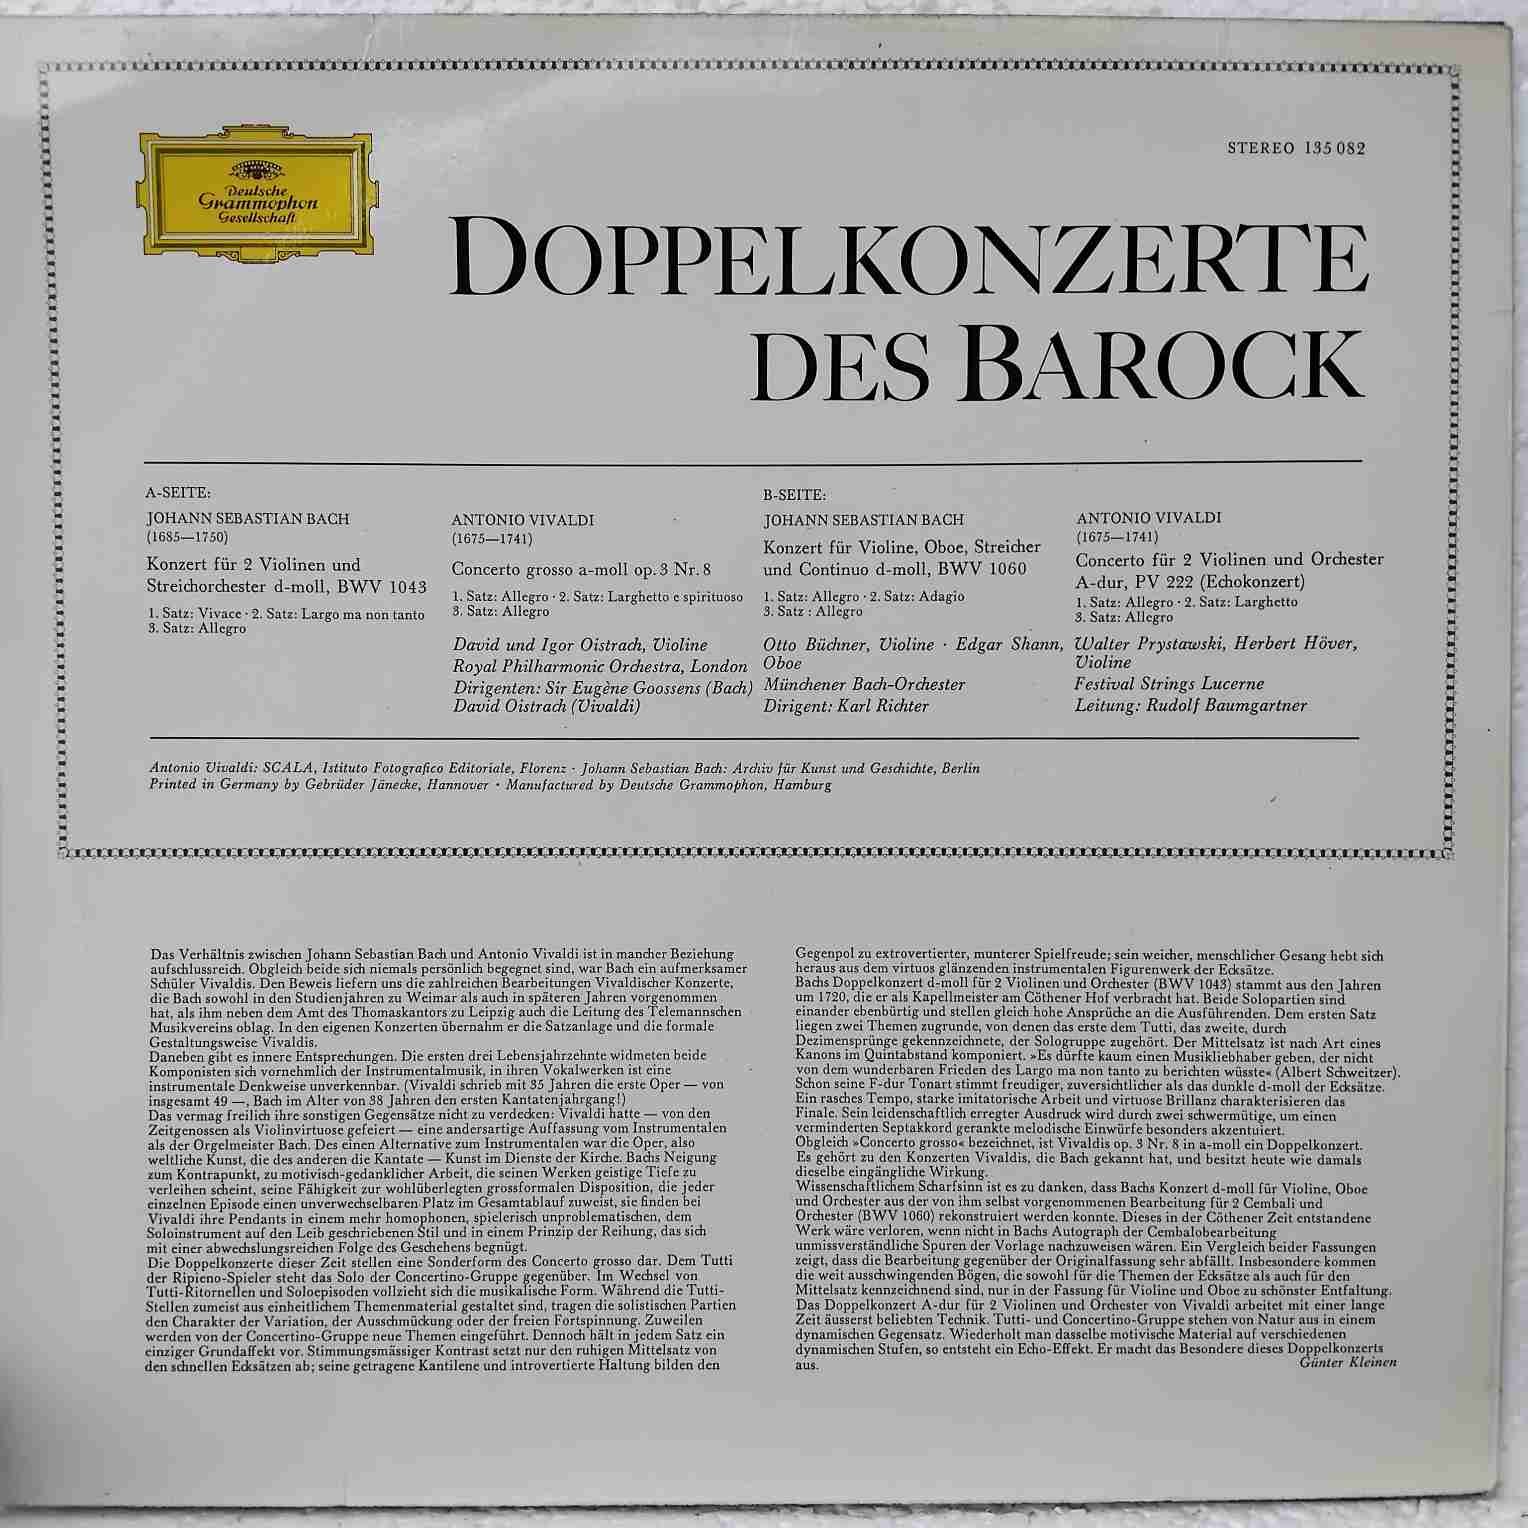 Deutsche
Grammophon
Gesellschaft
STEREO 135 082
DOPPELKONZERTE
DES BAROCK
A-SEITE:
JOHANN SEBASTIAN BACH
(1685—1750)
Konzert für 2 Violinen und
Streichorchester d-moll, BWV 1043
1. Satz: Vivace · 2. Satz: Largo ma non tanto
3. Satz: Allegro
ANTONIO VIVALDI
(1675—1741)
Concerto grosso a-moll op. 3 Nr. 8
1. Satz: Allegro · 2. Satz: Larghetto e spirituoso
3. Satz: Allegro
David und Igor Oistrach, Violine
Royal Philharmonic Orchestra, London
Dirigenten: Sir Eugène Goossens (Bach)
David Oistrach (Vivaldi)
B-SEITE:
JOHANN SEBASTIAN BACH
Konzert für Violine, Oboe, Streicher
und Continuo d-moll, BWV 1060
1. Satz: Allegro · 2. Satz: Adagio
3. Satz : Allegro
Otto Büchner, Violine · Edgar Shann,
Oboe
Münchener Bach-Orchester
Dirigent: Karl Richter
ANTONIO VIVALDI
(1675—1741)
Concerto für 2 Violinen und Orchester
A-dur, PV 222 (Echokonzert)
1. Satz: Allegro · 2. Satz: Larghetto
3. Satz: Allegro
Walter Prystawski, Herbert Höver,
Violine
Festival Strings Lucerne
Leitung: Rudolf Baumgartner
Antonio Vivaldi: SCALA, Istituto Fotografico Editoriale, Florenz · Johann Sebastian Bach: Archiv für Kunst und Geschichte, Berlin
Printed in Germany by Gebrüder Jänecke, Hannover · Manufactured by Deutsche Grammophon, Hamburg
Das Verhältnis zwischen Johann Sebastian Bach und Antonio Vivaldi ist in mancher Beziehung
aufschlussreich. Obgleich beide sich niemals persönlich begegnet sind, war Bach ein aufmerksamer
Schüler Vivaldis. Den Beweis liefern uns die zahlreichen Bearbeitungen Vivaldischer Konzerte,
die Bach sowohl in den Studienjahren zu Weimar als auch in späteren Jahren vorgenommen
hat, als ihm neben dem Amt des Thomaskantors zu Leipzig auch die Leitung des Telemannschen
Musikvereins oblag. In den eigenen Konzerten übernahm er die Satzanlage und die formale
Gestaltungsweise Vivaldis.
Daneben gibt es innere Entsprechungen. Die ersten drei Lebensjahrzehnte widmeten beide
Komponisten sich vornehmlich der Instrumentalmusik, in ihren Vokalwerken ist eine
instrumentale Denkweise unverkennbar. (Vivaldi schrieb mit 35 Jahren die erste Oper — von
insgesamt 49 —, Bach im Alter von 38 Jahren den ersten Kantatenjahrgang!)
Das vermag freilich ihre sonstigen Gegensätze nicht zu verdecken: Vivaldi hatte — von den
Zeitgenossen als Violinvirtuose gefeiert — eine andersartige Auffassung vom Instrumentalen
als der Orgelmeister Bach. Des einen Alternative zum Instrumentalen war die Oper, also
weltliche Kunst, die des anderen die Kantate — Kunst im Dienste der Kirche. Bachs Neigung
zum Kontrapunkt, zu motivisch-gedanklicher Arbeit, die seinen Werken geistige Tiefe zu
verleihen scheint, seine Fähigkeit zur wohlüberlegten grossformalen Disposition, die jeder
einzelnen Episode einen unverwechselbaren Platz im Gesamtablauf zuweist, sie finden bei
Vivaldi ihre Pendants in einem mehr homophonen, spielerisch unproblematischen, dem
Soloinstrument auf den Leib geschriebenen Stil und in einem Prinzip der Reihung, das sich
mit einer abwechslungsreichen Folge des Geschehens begnügt.
Die Doppelkonzerte dieser Zeit stellen eine Sonderform des Concerto grosso dar. Dem Tutti
der Ripieno-Spieler steht das Solo der Concertino-Gruppe gegenüber. Im Wechsel von
Tutti-Ritornellen und Soloepisoden vollzieht sich die musikalische Form. Während die Tutti-
Stellen zumeist aus einheitlichem Themenmaterial gestaltet sind, tragen die solistischen Partien
den Charakter der Variation, der Ausschmückung oder der freien Fortspinnung. Zuweilen
werden von der Concertino-Gruppe neue Themen eingeführt. Dennoch hält in jedem Satz ein
einziger Grundaffekt vor. Stimmungsmässiger Kontrast setzt nur den ruhigen Mittelsatz von
den schnellen Ecksätzen ab; seine getragene Kantilene und introvertierte Haltung bilden den
Gegenpol zu extrovertierter, munterer Spielfreude; sein weicher, menschlicher Gesang hebt sich
heraus aus dem virtuos glänzenden instrumentalen Figurenwerk der Ecksätze.
Bachs Doppelkonzert d-moll für 2 Violinen und Orchester (BWV 1043) stammt aus den Jahren
um 1720, die er als Kapellmeister am Cöthener Hof verbracht hat. Beide Solopartien sind
einander ebenbürtig und stellen gleich hohe Ansprüche an die Ausführenden. Dem ersten Satz
liegen zwei Themen zugrunde, von denen das erste dem Tutti, das zweite, durch
Dezimensprünge gekennzeichnete, der Sologruppe zugehört. Der Mittelsatz ist nach Art eines
Kanons im Quintabstand komponiert. »Es dürfte kaum einen Musikliebhaber geben, der nicht
von dem wunderbaren Frieden des Largo ma non tanto zu berichten wüsste« (Albert Schweitzer).
Schon seine F-dur Tonart stimmt freudiger, zuversichtlicher als das dunkle d-moll der Ecksätze.
Ein rasches Tempo, starke imitatorische Arbeit und virtuose Brillanz charakterisieren das
Finale. Sein leidenschaftlich erregter Ausdruck wird durch zwei schwermütige, um einen
verminderten Septakkord gerankte melodische Einwürfe besonders akzentuiert.
Obgleich »Concerto grosso« bezeichnet, ist Vivaldis op. 3 Nr. 8 in a-moll ein Doppelkonzert.
Es gehört zu den Konzerten Vivaldis, die Bach gekannt hat, und besitzt heute wie damals
dieselbe eingängliche Wirkung.
Wissenschaftlichem Scharfsinn ist es zu danken, dass Bachs Konzert d-moll für Violine, Oboe
und Orchester aus der von ihm selbst vorgenommenen Bearbeitung für 2 Cembali und
Orchester (BWV 1060) rekonstruiert werden konnte. Dieses in der Cöthener Zeit entstandene
Werk wäre verloren, wenn nicht in Bachs Autograph der Cembalobearbeitung
unmissverständliche Spuren der Vorlage nachzuweisen wären. Ein Vergleich beider Fassungen
zeigt, dass die Bearbeitung gegenüber der Originalfassung sehr abfällt. Insbesondere kommen
die weit ausschwingenden Bögen, die sowohl für die Themen der Ecksätze als auch für den
Mittelsatz kennzeichnend sind, nur in der Fassung für Violine und Oboe zu schönster Entfaltung.
Das Doppelkonzert A-dur für 2 Violinen und Orchester von Vivaldi arbeitet mit einer lange
Zeit äusserst beliebten Technik. Tutti- und Concertino-Gruppe stehen von Natur aus in einem
dynamischen Gegensatz. Wiederholt man dasselbe motivische Material auf verschiedenen
dynamischen Stufen, so entsteht ein Echo-Effekt. Er macht das Besondere dieses Doppelkonzerts
aus.
Günter Kleinen